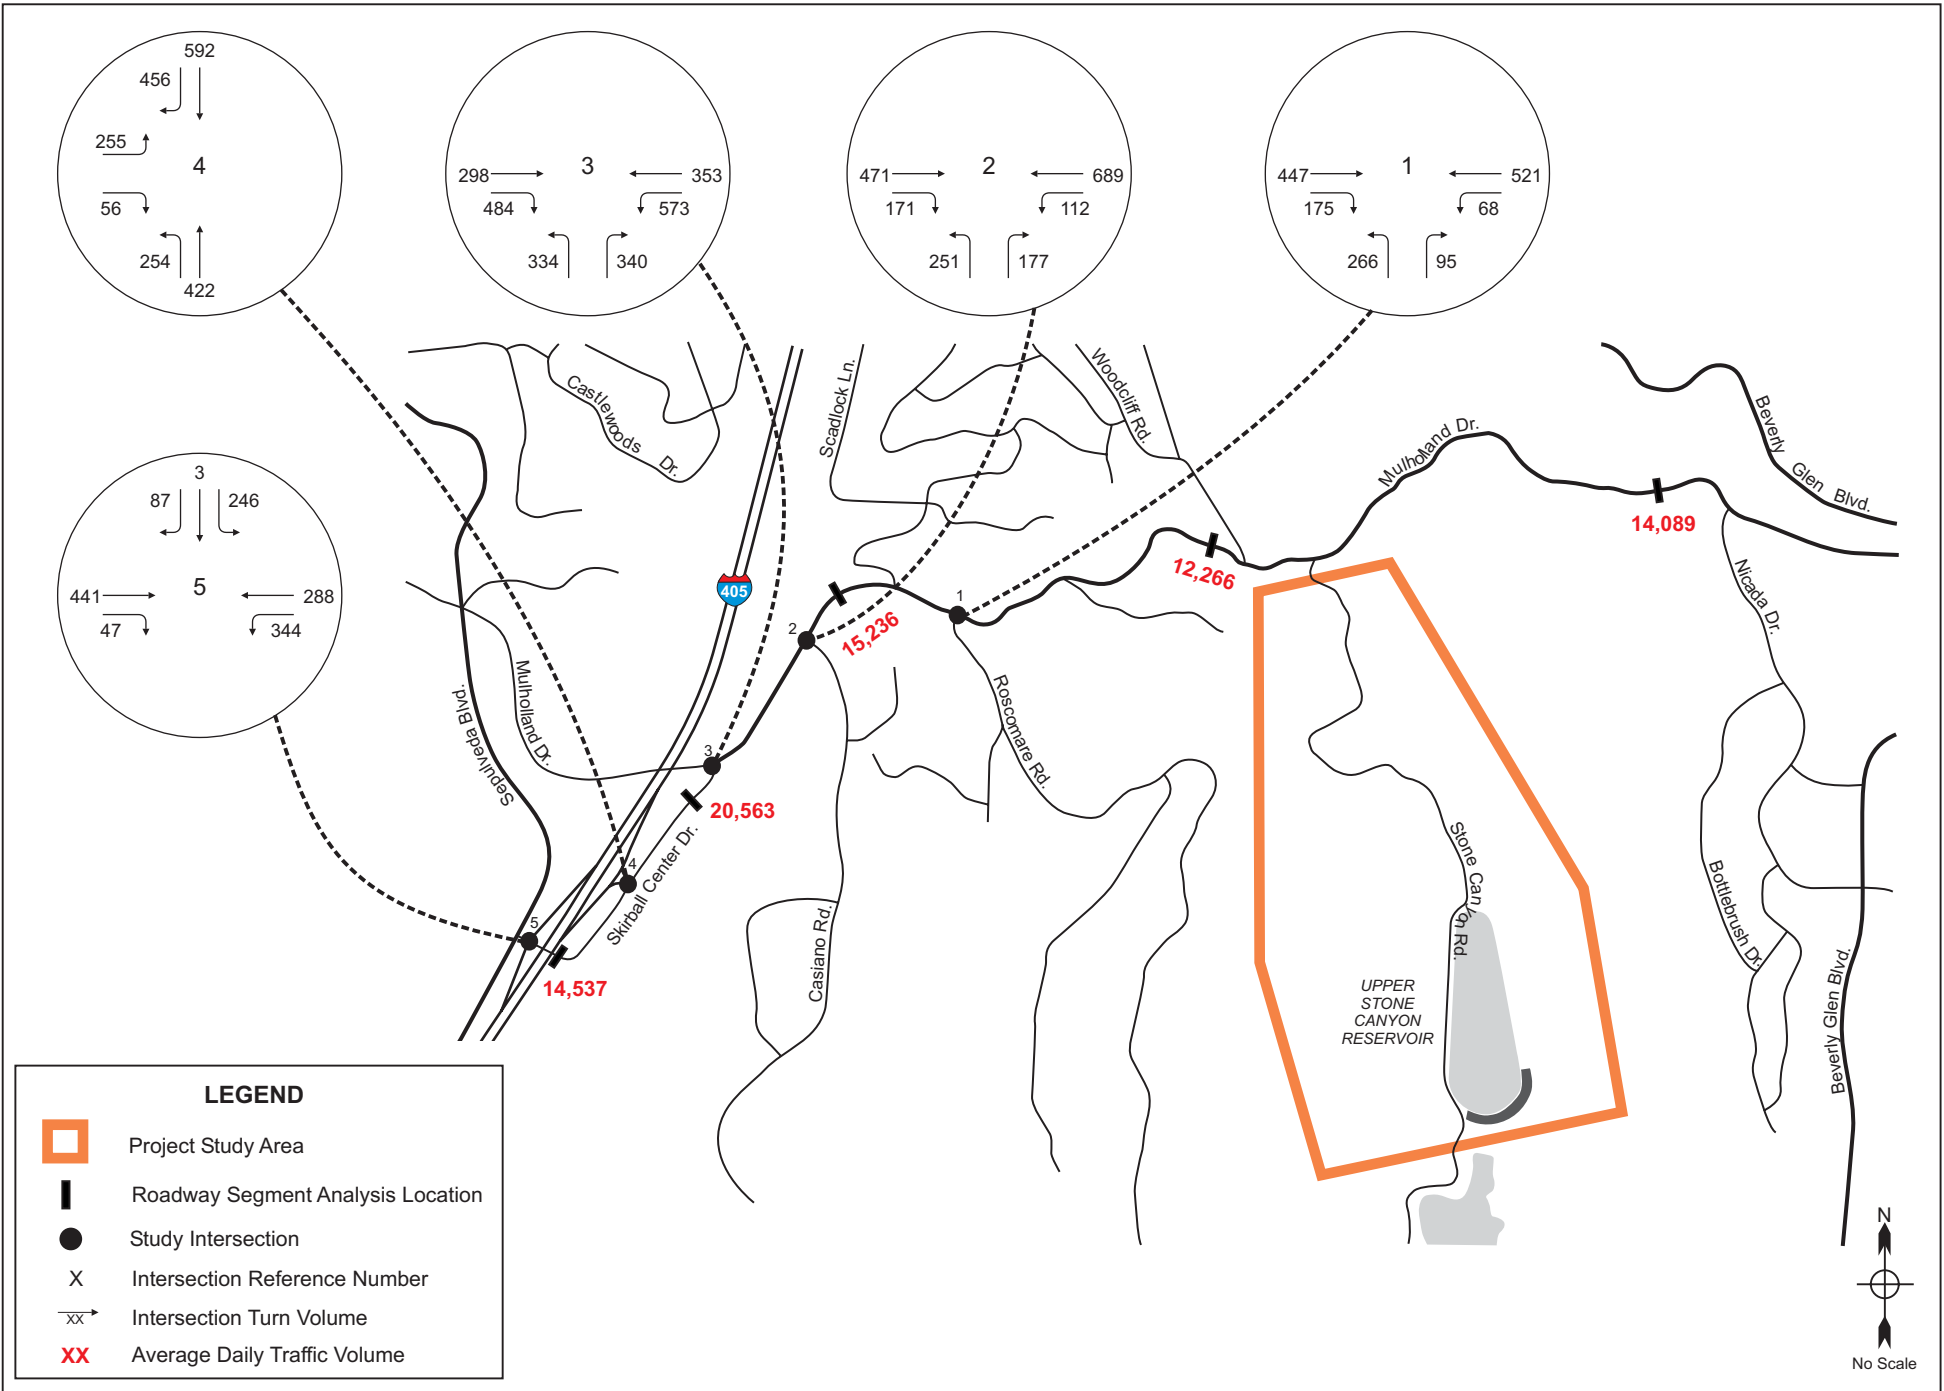 592
456
255
4
56
254
422
298
3
353
484
573
334
340
471
2
689
171
112
251
177
447
1
521
175
68
266
95
3
87
246
441
5
288
47
344
Castlewoods Dr.
Scadlock Ln.
Woodcliff Rd.
Mulholland Dr.
Beverly Glen Blvd.
14,089
12,266
405
15,236
1
2
3
4
5
Nicada Dr.
Mulholland Dr.
Sepulveda Blvd.
Roscomare Rd.
20,563
Skirball Center Dr.
14,537
Casiano Rd.
Stone Canyon Rd.
Bottlebrush Dr.
Beverly Glen Blvd.
UPPER
STONE
CANYON
RESERVOIR
LEGEND
Project Study Area
Roadway Segment Analysis Location
Study Intersection
X Intersection Reference Number
XX Intersection Turn Volume
XX Average Daily Traffic Volume
N
No Scale